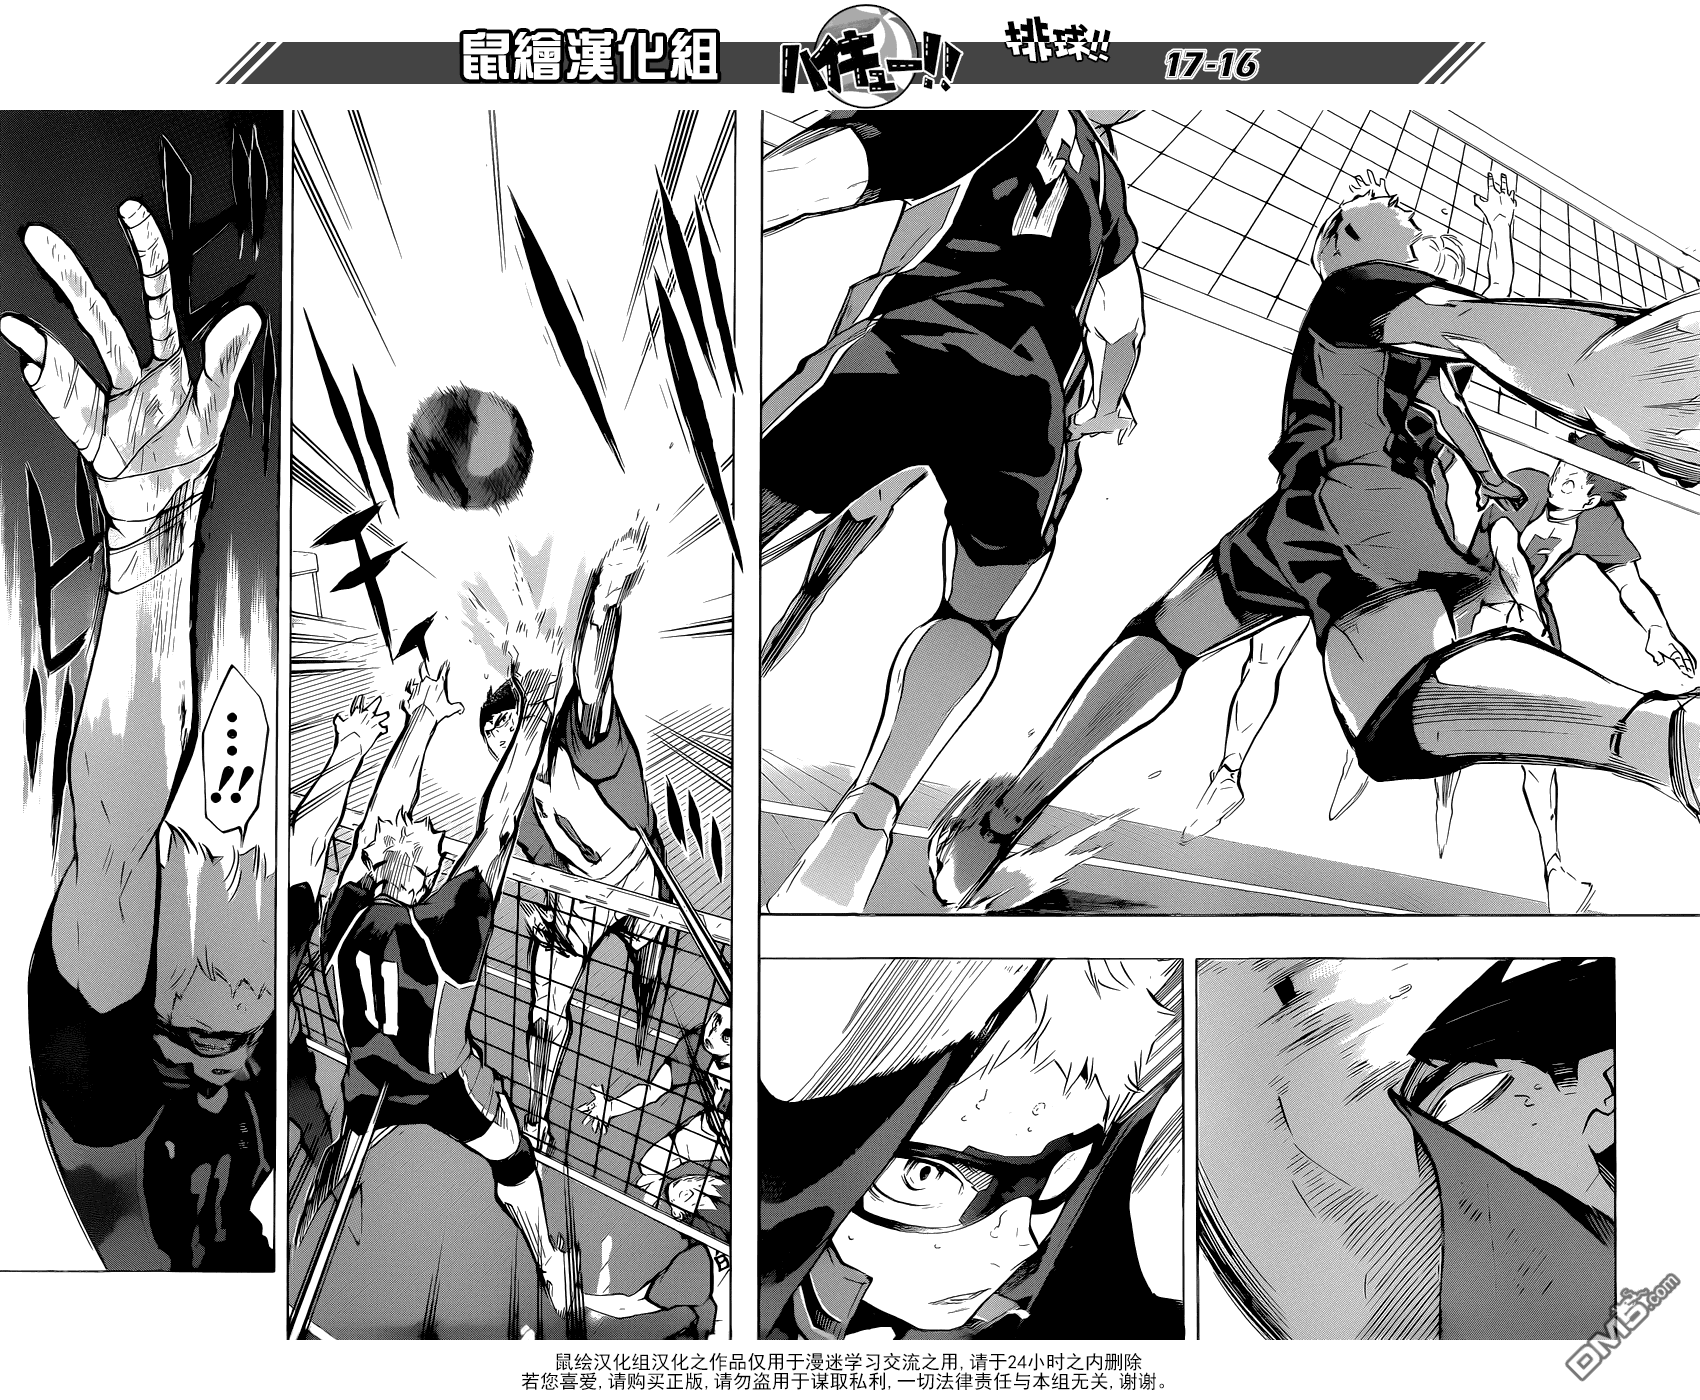 鼠繪漢化組 ハイキュー!! 排球!! 17-16
…!!
11
11
鼠绘汉化组汉化之作品仅用于漫迷学习交流之用,请于24小时之内删除
若您喜爱,请购买正版,请勿盗用于谋取私利,一切法律责任与本组无关,谢谢。
DM5.com